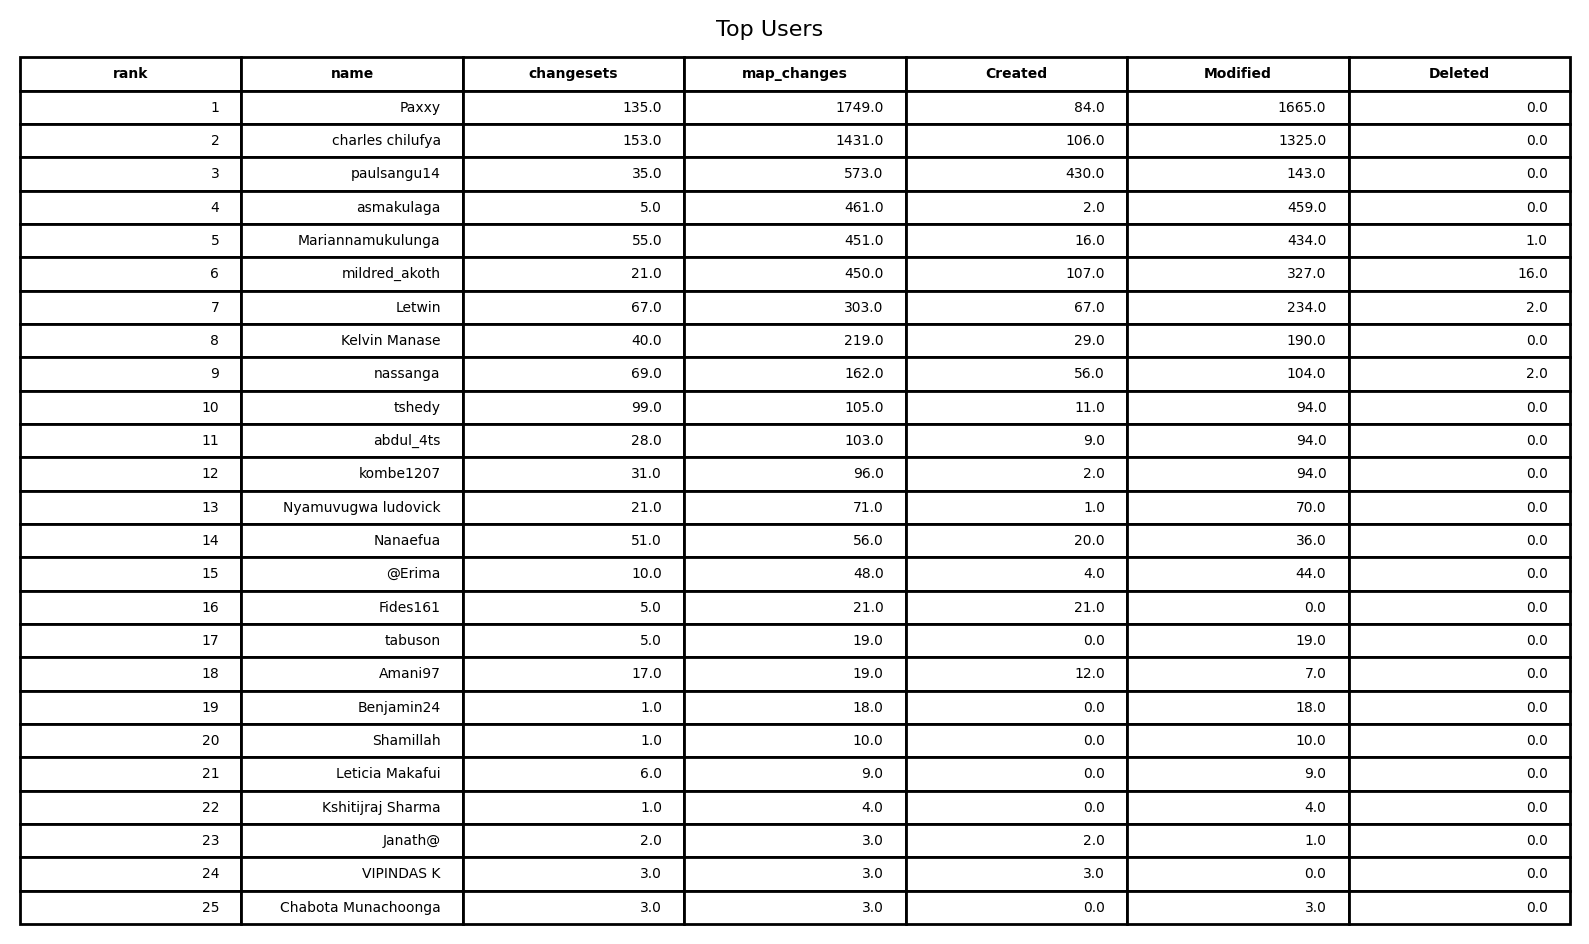 Top Users
rank name changesets map_changes Created Modified Deleted
1 Paxxy 135.0 1749.0 84.0 1665.0 0.0
2 charles chilufya 153.0 1431.0 106.0 1325.0 0.0
3 paulsangu14 35.0 573.0 430.0 143.0 0.0
4 asmakulaga 5.0 461.0 2.0 459.0 0.0
5 Mariannamukulunga 55.0 451.0 16.0 434.0 1.0
6 mildred_akoth 21.0 450.0 107.0 327.0 16.0
7 Letwin 67.0 303.0 67.0 234.0 2.0
8 Kelvin Manase 40.0 219.0 29.0 190.0 0.0
9 nassanga 69.0 162.0 56.0 104.0 2.0
10 tshedy 99.0 105.0 11.0 94.0 0.0
11 abdul_4ts 28.0 103.0 9.0 94.0 0.0
12 kombe1207 31.0 96.0 2.0 94.0 0.0
13 Nyamuvugwa ludovick 21.0 71.0 1.0 70.0 0.0
14 Nanaefua 51.0 56.0 20.0 36.0 0.0
15 @Erima 10.0 48.0 4.0 44.0 0.0
16 Fides161 5.0 21.0 21.0 0.0 0.0
17 tabuson 5.0 19.0 0.0 19.0 0.0
18 Amani97 17.0 19.0 12.0 7.0 0.0
19 Benjamin24 1.0 18.0 0.0 18.0 0.0
20 Shamillah 1.0 10.0 0.0 10.0 0.0
21 Leticia Makafui 6.0 9.0 0.0 9.0 0.0
22 Kshitijraj Sharma 1.0 4.0 0.0 4.0 0.0
23 Janath@ 2.0 3.0 2.0 1.0 0.0
24 VIPINDAS K 3.0 3.0 3.0 0.0 0.0
25 Chabota Munachoonga 3.0 3.0 0.0 3.0 0.0